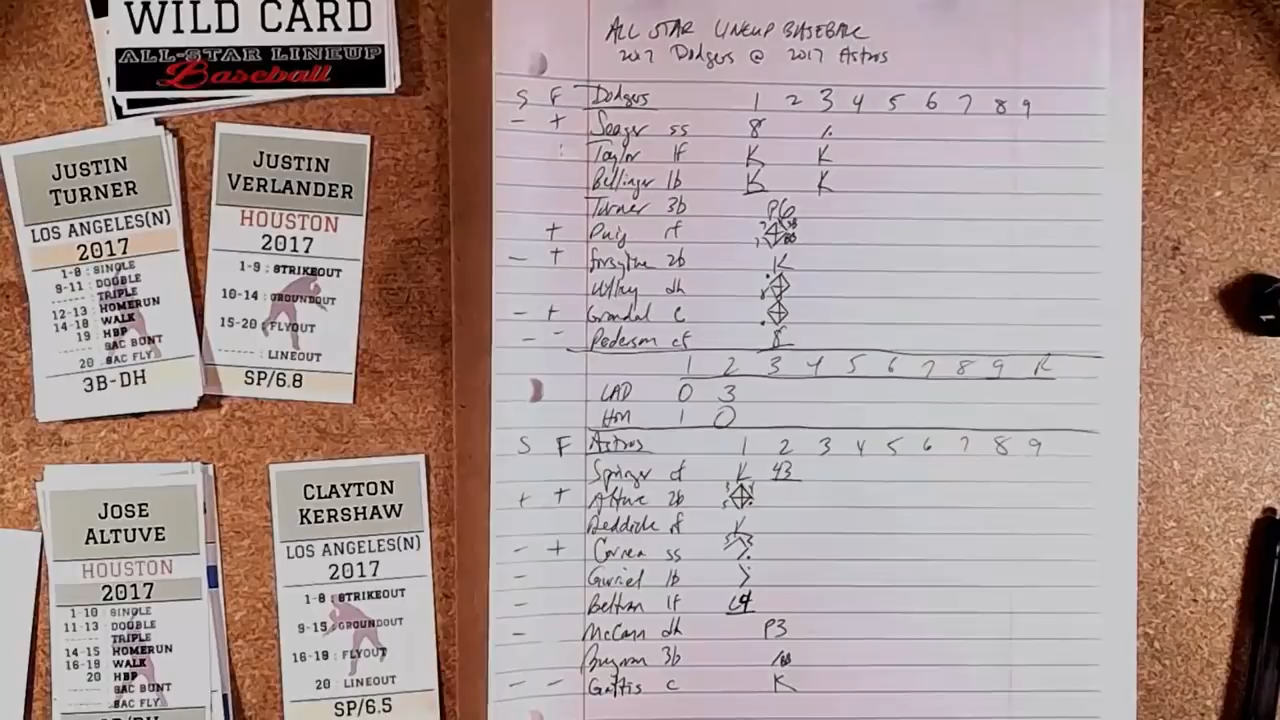 WILD CARD
ALL-STAR LINEUP
Baseball
JUSTIN
TURNER
LOS ANGELES(N)
2017
1-8 : SINGLE
9-11 : DOUBLE
------ : TRIPLE
12-13 : HOMERUN
14-18 : WALK
19 : HBP
------ : SAC BUNT
20 : SAC FLY
3B-DH
JUSTIN
VERLANDER
HOUSTON
2017
1-9 : STRIKEOUT
10-14 : GROUNDOUT
15-20 : FLYOUT
------ : LINEOUT
SP/6.8
JOSE
ALTUVE
HOUSTON
2017
1-10 : SINGLE
11-13 : DOUBLE
------ : TRIPLE
14-15 : HOMERUN
16-19 : WALK
20 : HBP
------ : SAC BUNT
------ : SAC FLY
CLAYTON
KERSHAW
LOS ANGELES(N)
2017
1-8 : STRIKEOUT
9-15 : GROUNDOUT
16-19 : FLYOUT
20 : LINEOUT
SP/6.5
ALL STAR LINEUP BASEBALL
2017 Dodgers @ 2017 Astros
S F Dodgers 1 2 3 4 5 6 7 8 9
- + Seager ss 8
Taylor lf K K
Bellinger 1b K K
Turner 3b P6
+ Puig rf
- + Forsythe 2b K
Utley dh
- + Grandal c
- Pederson cf 8
1 2 3 4 5 6 7 8 9 R
LAD 0 3
HOU 1 0
S F Astros 1 2 3 4 5 6 7 8 9
Springer cf K 43
+ + Altuve 2b
Reddick rf K
- + Correa ss
- Gurriel 1b
- Beltran lf L4
- McCann dh P3
Bregman 3b
- - Gattis c K